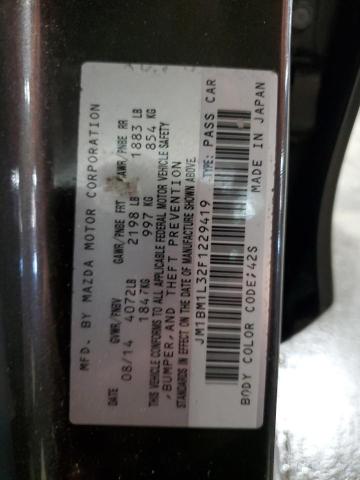 MFD. BY MAZDA MOTOR CORPORATION
GVWR/PNBV GAWR/PNBE FRT GAWR/PNBE RR
DATE 08/14 4072LB 2198 LB 1883 LB
1847KG 997 KG 854 KG
THIS VEHICLE CONFORMS TO ALL APPLICABLE FEDERAL MOTOR VEHICLE SAFETY
,BUMPER,AND THEFT PREVENTION
STANDARDS IN EFFECT ON THE DATE OF MANUFACTURE SHOWN ABOVE.
JM1BM1L32F1229419 TYPE: PASS CAR
BODY COLOR CODE:42S MADE IN JAPAN